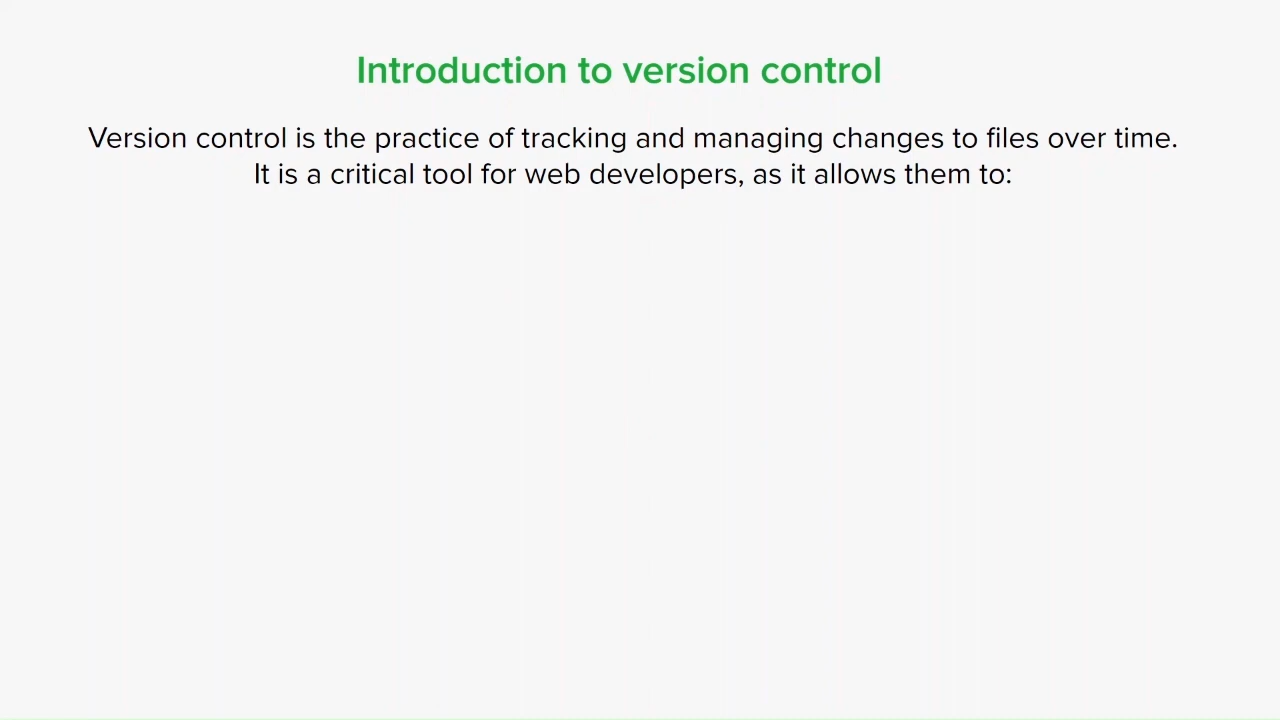 Introduction to version control
Version control is the practice of tracking and managing changes to files over time.
It is a critical tool for web developers, as it allows them to: